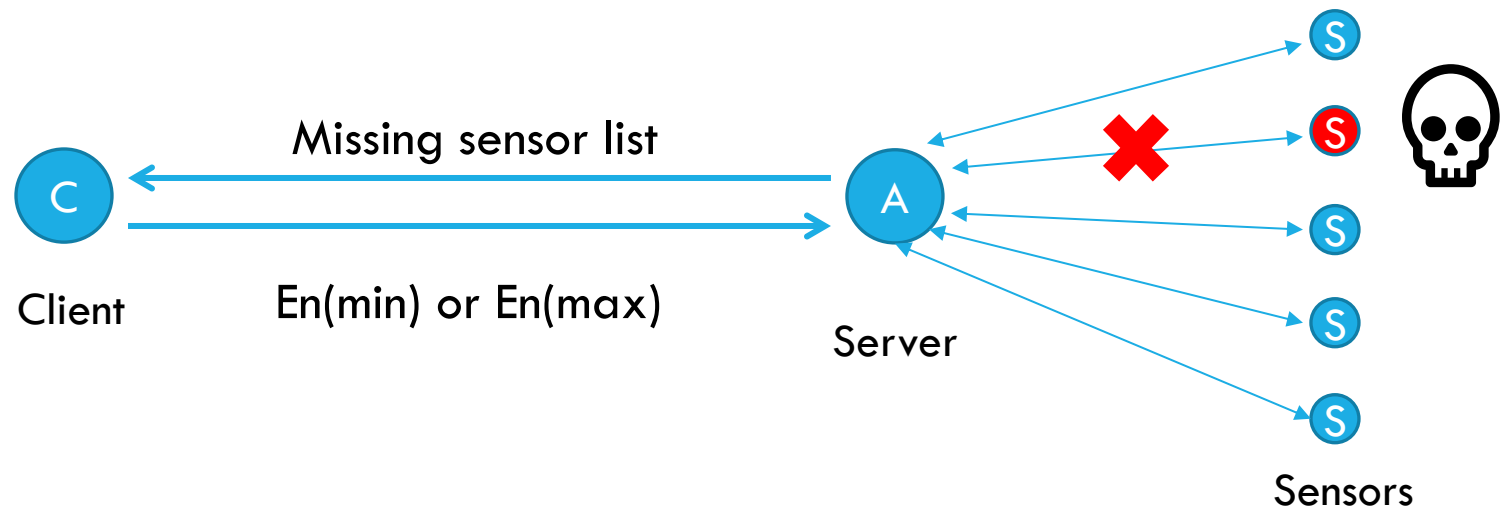 S
Missing sensor list
S
C
A
S
En(min) or En(max)
Client
Server
S
S
Sensors